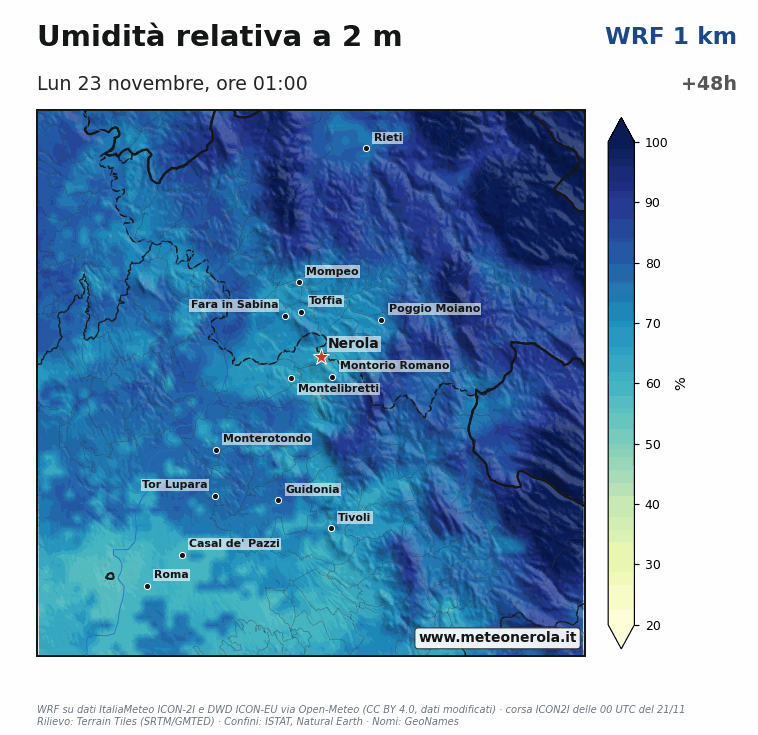 Umidità relativa a 2 m
WRF 1 km
Lun 23 novembre, ore 01:00
+48h
Rieti
Mompeo
Toffia
Fara in Sabina
Poggio Moiano
Nerola
Montorio Romano
Montelibretti
Monterotondo
Tor Lupara
Guidonia
Tivoli
Casal de' Pazzi
Roma
www.meteonerola.it
100
90
80
70
60
50
40
30
20
%
WRF su dati ItaliaMeteo ICON-2I e DWD ICON-EU via Open-Meteo (CC BY 4.0, dati modificati) · corsa ICON2I delle 00 UTC del 21/11
Rilievo: Terrain Tiles (SRTM/GMTED) · Confini: ISTAT, Natural Earth · Nomi: GeoNames